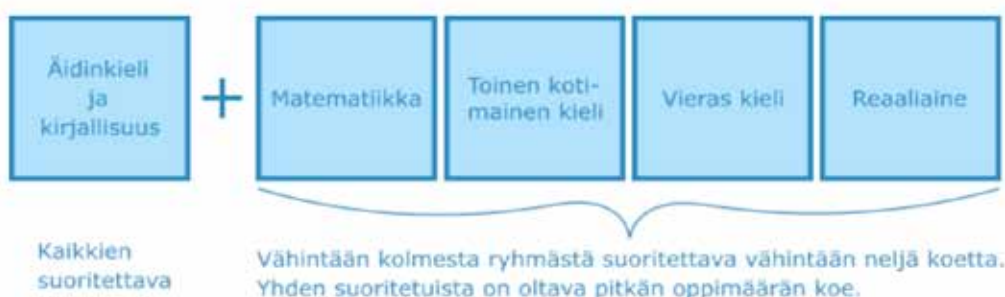 Äidinkieli
ja
kirjallisuus
+
Matematiikka
Toinen koti-
mainen kieli
Vieras kieli
Reaaliaine
Kaikkien
suoritettava
Vähintään kolmesta ryhmästä suoritettava vähintään neljä koetta.
Yhden suoritetuista on oltava pitkän oppimäärän koe.